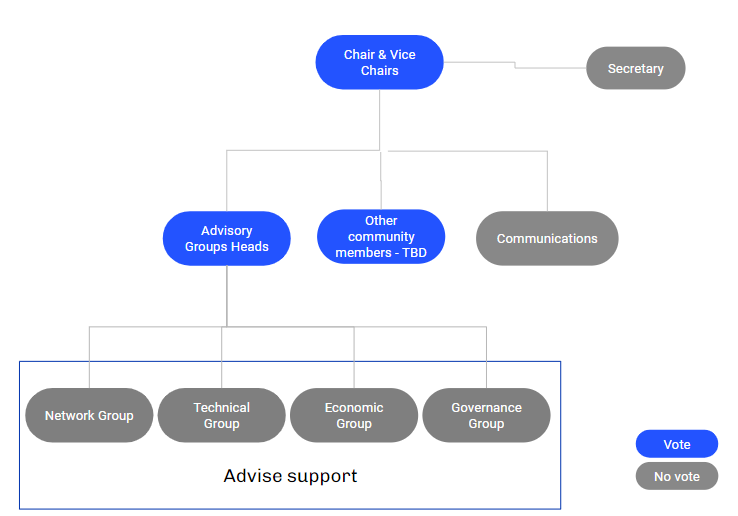 Chair & Vice
Chairs
Secretary
Advisory
Groups Heads
Other
community
members - TBD
Communications
Network Group
Technical
Group
Economic
Group
Governance
Group
Advise support
Vote
No vote